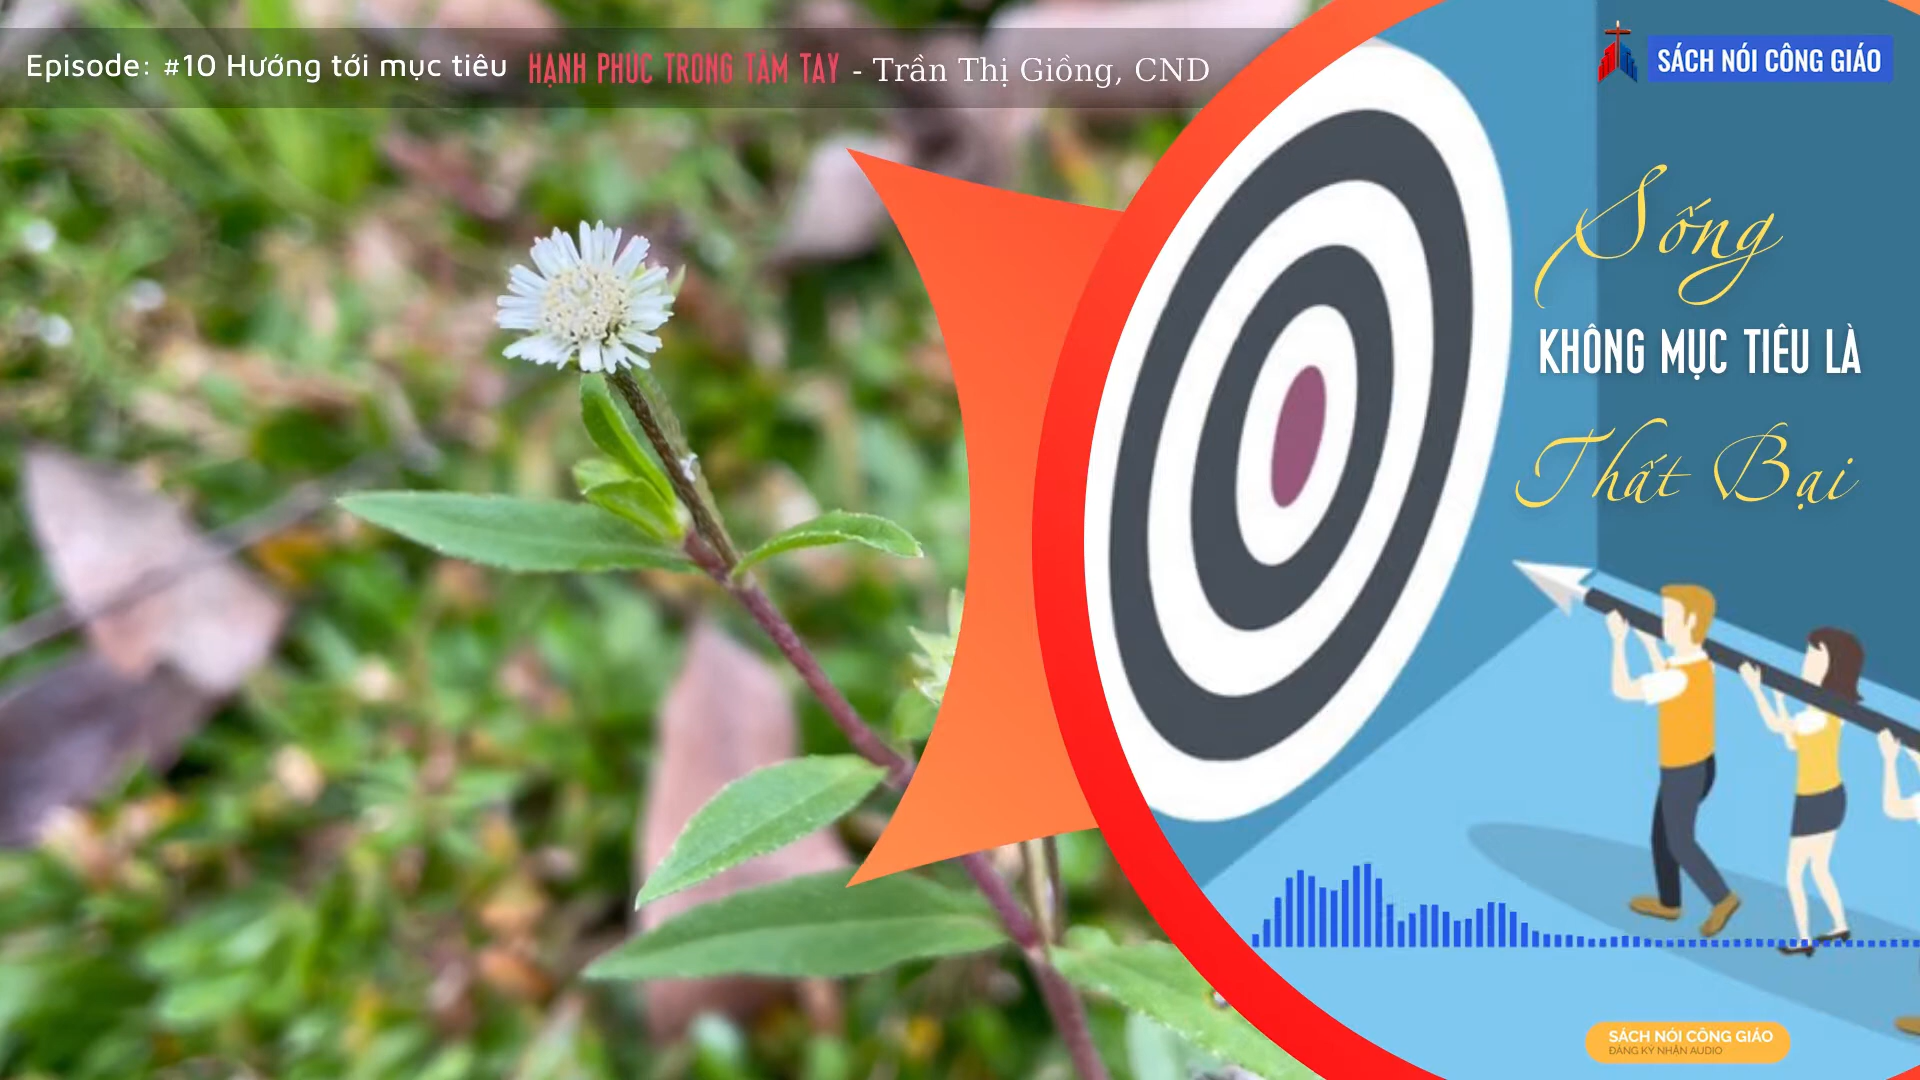 Episode: #10 Hướng tới mục tiêu HẠNH PHÚC TRONG TẦM TAY - Trần Thị Giồng, CND
SÁCH NÓI CÔNG GIÁO
Sống
KHÔNG MỤC TIÊU LÀ
Thất Bại
SÁCH NÓI CÔNG GIÁO
ĐĂNG KÝ NHẬN AUDIO